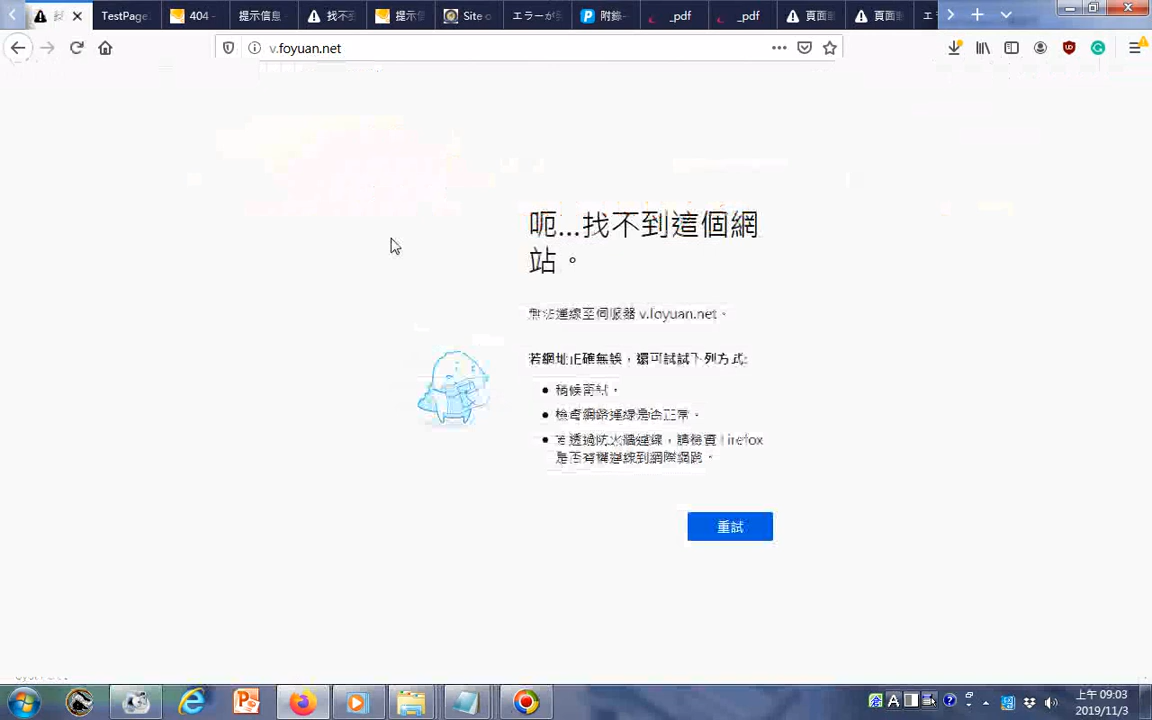 TestPage
404 -
提示信息
找不
提示信
Site o
エラーが
附錄-
_pdf
_pdf
頁面
頁面
エ
v.foyuan.net
呃...找不到這個網
站。
無法連線至伺服器 v.foyuan.net。
若網址正確無誤，還可試試下列方式:
稍候再試。
檢查網路連線是否正常。
若透過防火牆連線，請檢查 Firefox
是否有權連線到網際網路。
重試
上午 09:03
2019/11/3